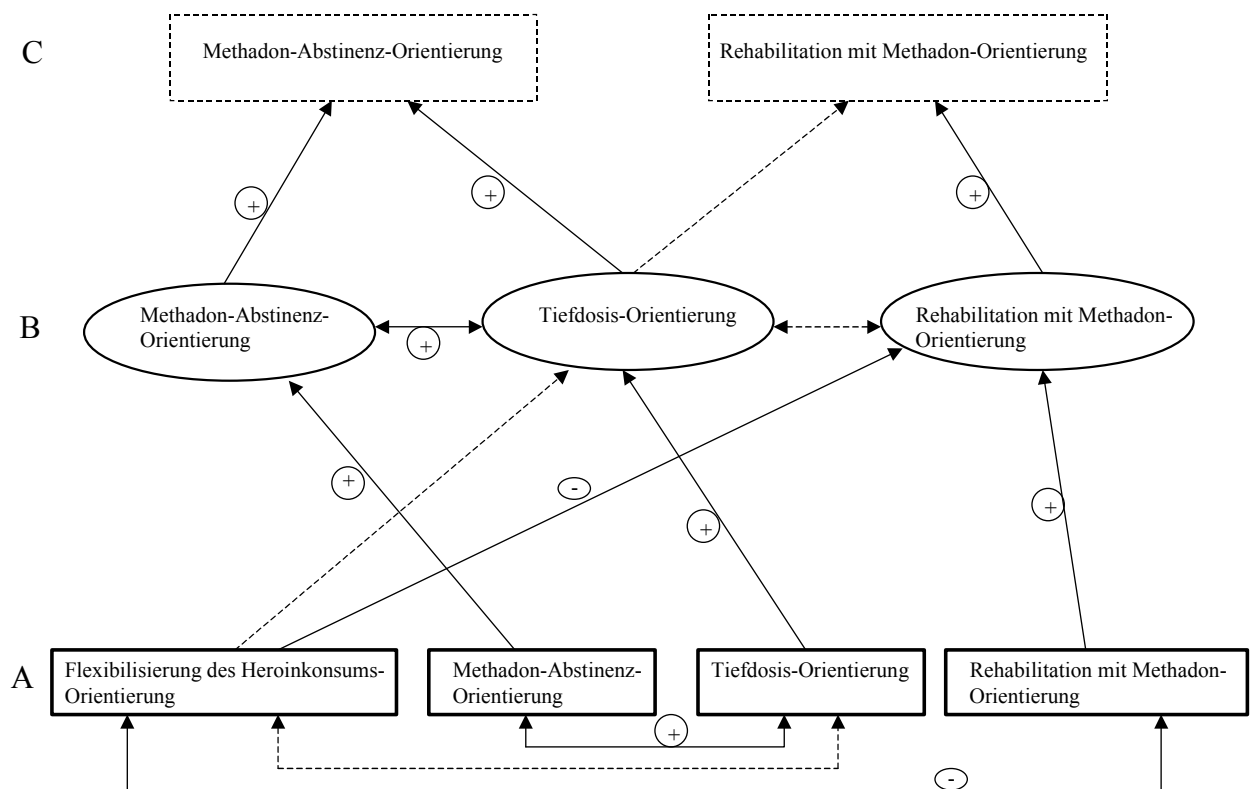 C
Methadon-Abstinenz-Orientierung
Rehabilitation mit Methadon-Orientierung
+
+
+
B
Methadon-Abstinenz-
Orientierung
Tiefdosis-Orientierung
Rehabilitation mit Methadon-
Orientierung
+
+
-
+
+
A
Flexibilisierung des Heroinkonsums-
Orientierung
Methadon-Abstinenz-
Orientierung
Tiefdosis-Orientierung
Rehabilitation mit Methadon-
Orientierung
+
-